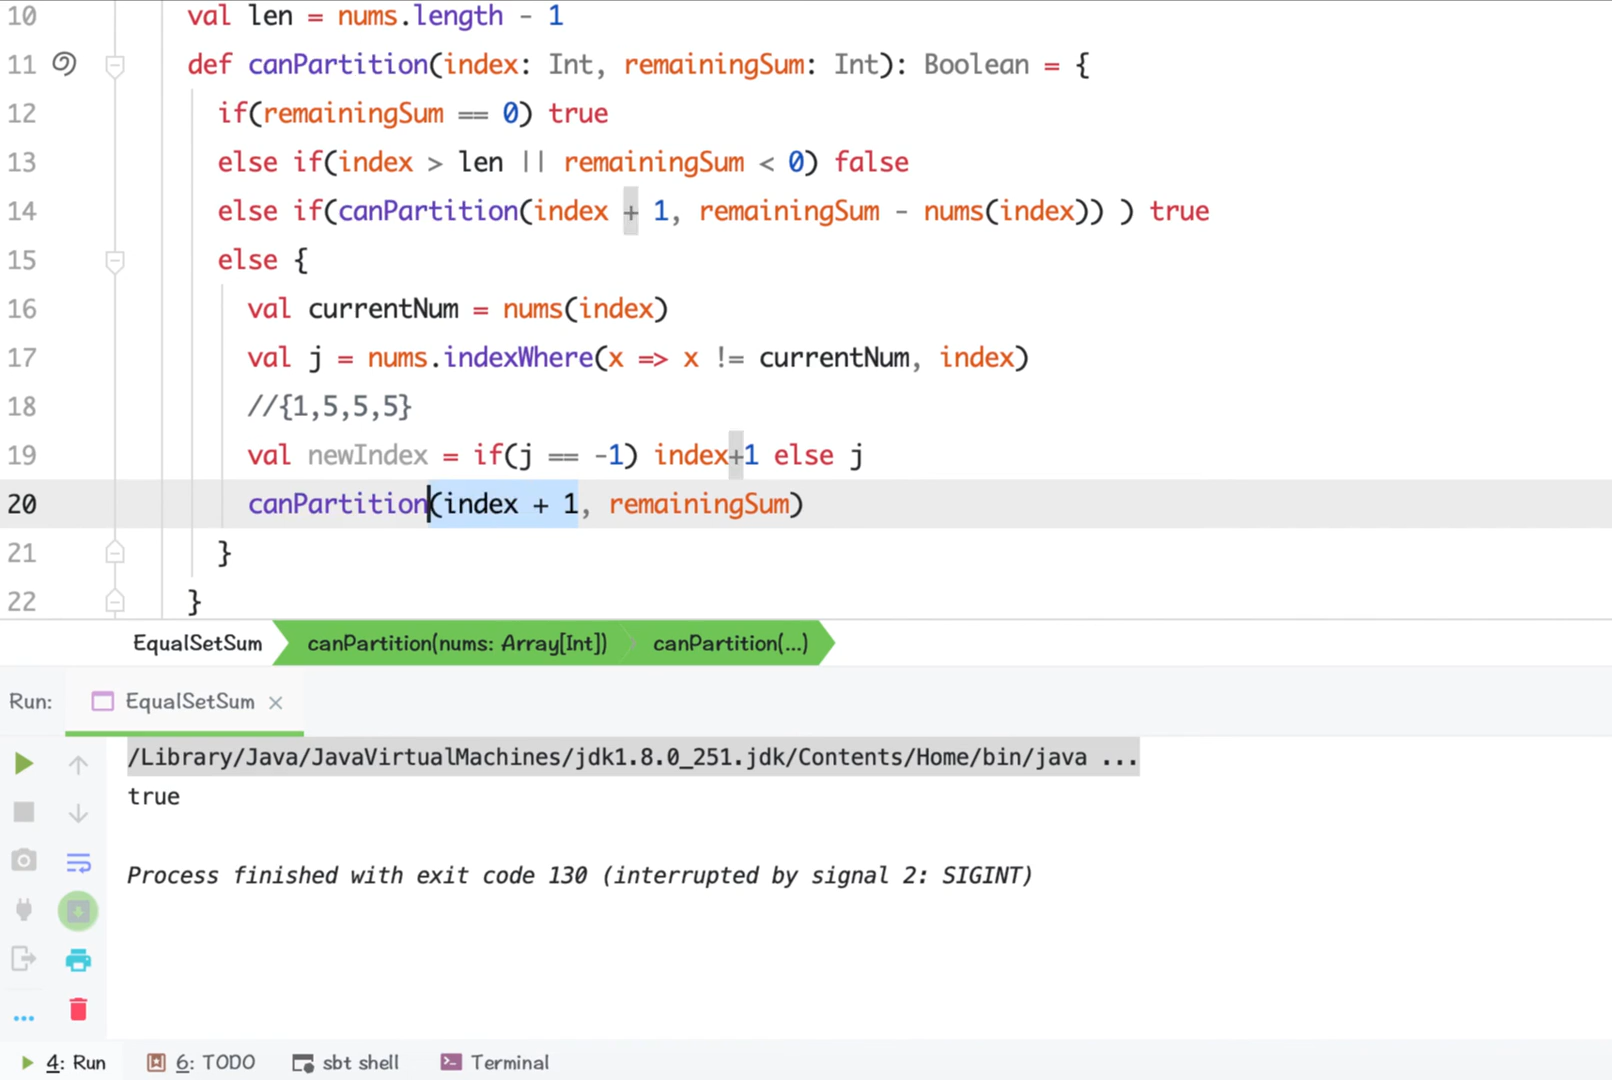 10 val len = nums.length - 1
11 def canPartition(index: Int, remainingSum: Int): Boolean = {
12 if(remainingSum == 0) true
13 else if(index > len || remainingSum < 0) false
14 else if(canPartition(index + 1, remainingSum - nums(index)) ) true
15 else {
16 val currentNum = nums(index)
17 val j = nums.indexWhere(x => x != currentNum, index)
18 //{1,5,5,5}
19 val newIndex = if(j == -1) index+1 else j
20 canPartition(index + 1, remainingSum)
21 }
22 }
EqualSetSum canPartition(nums: Array[Int]) canPartition(...)
Run: EqualSetSum ×
/Library/Java/JavaVirtualMachines/jdk1.8.0_251.jdk/Contents/Home/bin/java ...
true
Process finished with exit code 130 (interrupted by signal 2: SIGINT)
4: Run 6: TODO sbt shell Terminal